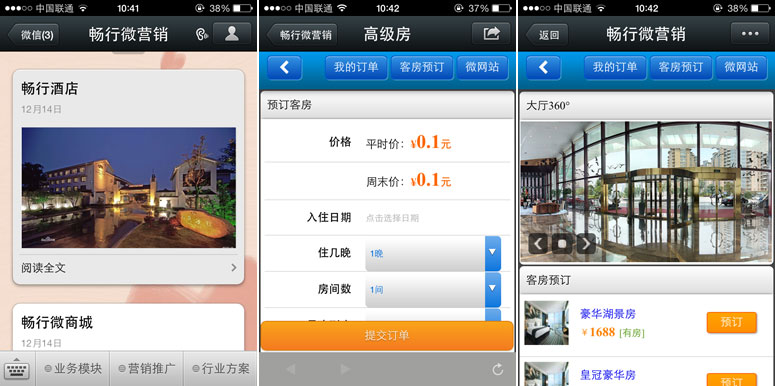 中国联通 10:41 38%
微信(3) 畅行微营销
畅行酒店
12月14日
阅读全文
畅行微商城
12月14日
业务模块 营销推广 行业方案
中国联通 10:42 37%
畅行微营销 高级房
我的订单 客房预订 微网站
预订客房
价格 平时价：¥0.1元
周末价：¥0.1元
入住日期 点击选择日期
住几晚 1晚
房间数 1间
提交订单
中国联通 10:42 38%
返回 畅行微营销
我的订单 客房预订 微网站
大厅360°
客房预订
豪华湖景房
¥1688 [有房]
预订
皇冠豪华房
预订